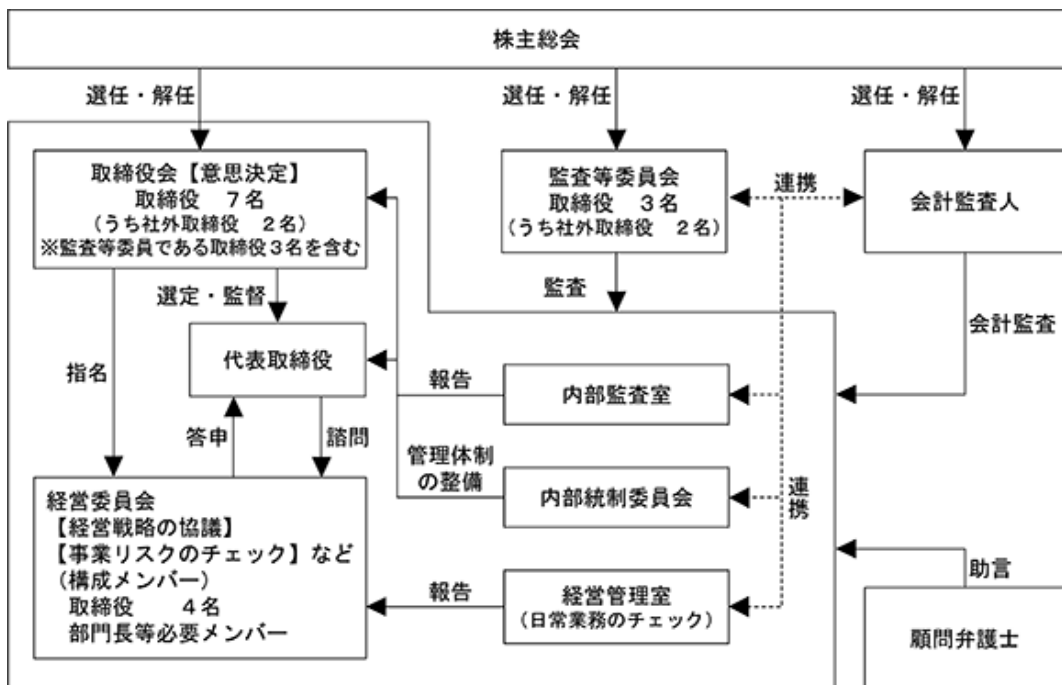 株主総会
選任・解任
選任・解任
選任・解任
取締役会【意思決定】
取締役　７名
（うち社外取締役　２名）
※監査等委員である取締役３名を含む
監査等委員会
取締役　３名
（うち社外取締役　２名）
連携
会計監査人
選定・監督
監査
会計監査
代表取締役
指名
報告
内部監査室
答申
諮問
管理体制
の整備
内部統制委員会
連携
経営委員会
【経営戦略の協議】
【事業リスクのチェック】など
（構成メンバー）
取締役　　４名
部門長等必要メンバー
報告
経営管理室
（日常業務のチェック）
助言
顧問弁護士